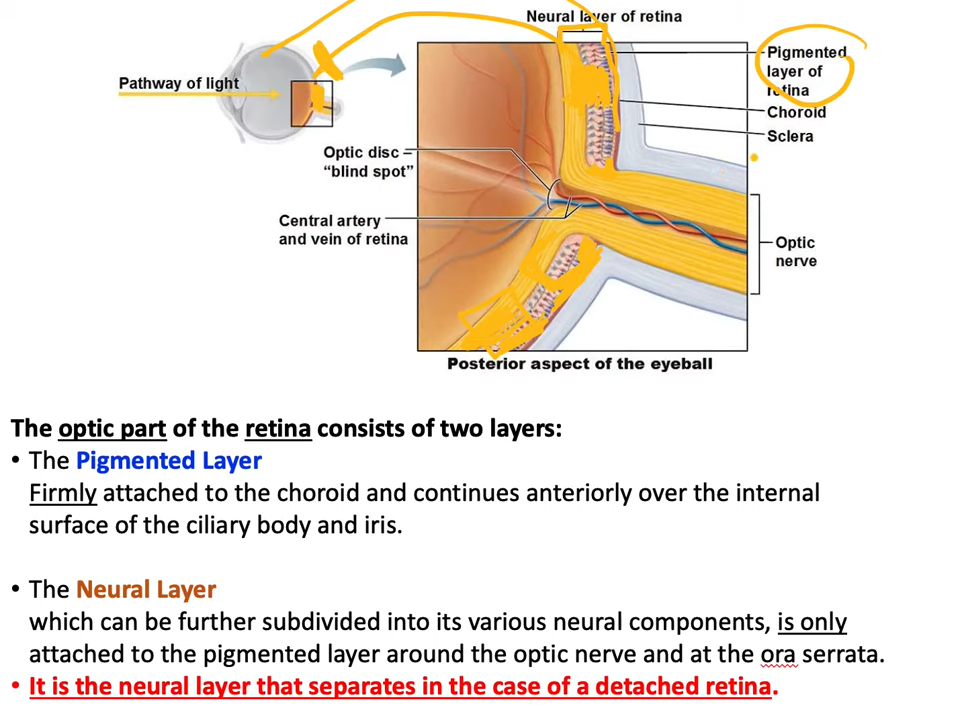 Neural layer of retina
Pigmented
layer of
retina
Choroid
Sclera
Pathway of light
Optic disc
"blind spot"
Central artery
and vein of retina
Optic
nerve
Posterior aspect of the eyeball
The optic part of the retina consists of two layers:
• The Pigmented Layer
Firmly attached to the choroid and continues anteriorly over the internal
surface of the ciliary body and iris.
• The Neural Layer
which can be further subdivided into its various neural components, is only
attached to the pigmented layer around the optic nerve and at the ora serrata.
• It is the neural layer that separates in the case of a detached retina.